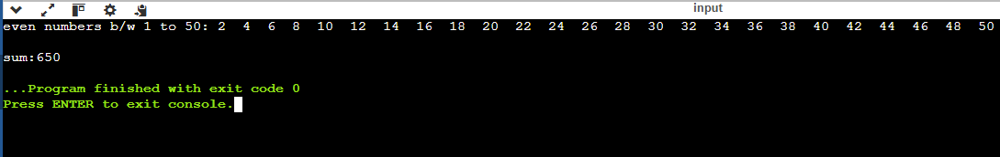 input
even numbers b/w 1 to 50: 2 4 6 8 10 12 14 16 18 20 22 24 26 28 30 32 34 36 38 40 42 44 46 48 50
sum:650
...Program finished with exit code 0
Press ENTER to exit console.